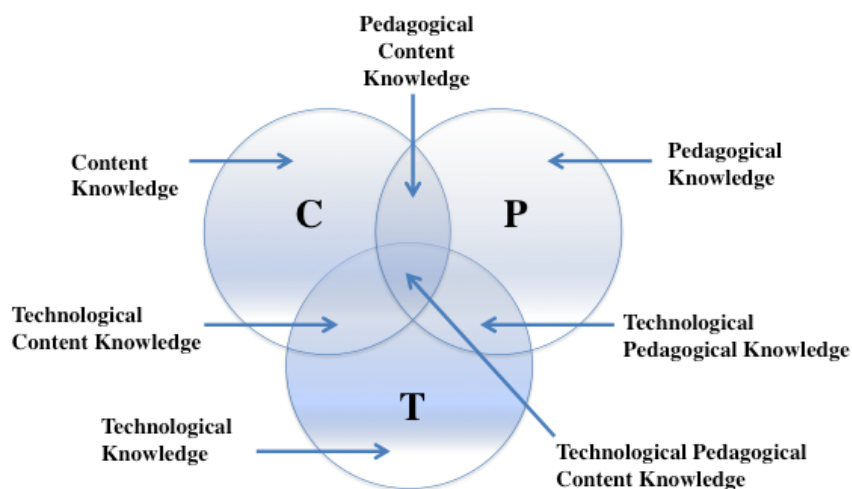 Pedagogical
Content
Knowledge
Content
Knowledge
Pedagogical
Knowledge
C
P
Technological
Content Knowledge
Technological
Pedagogical Knowledge
T
Technological
Knowledge
Technological Pedagogical
Content Knowledge